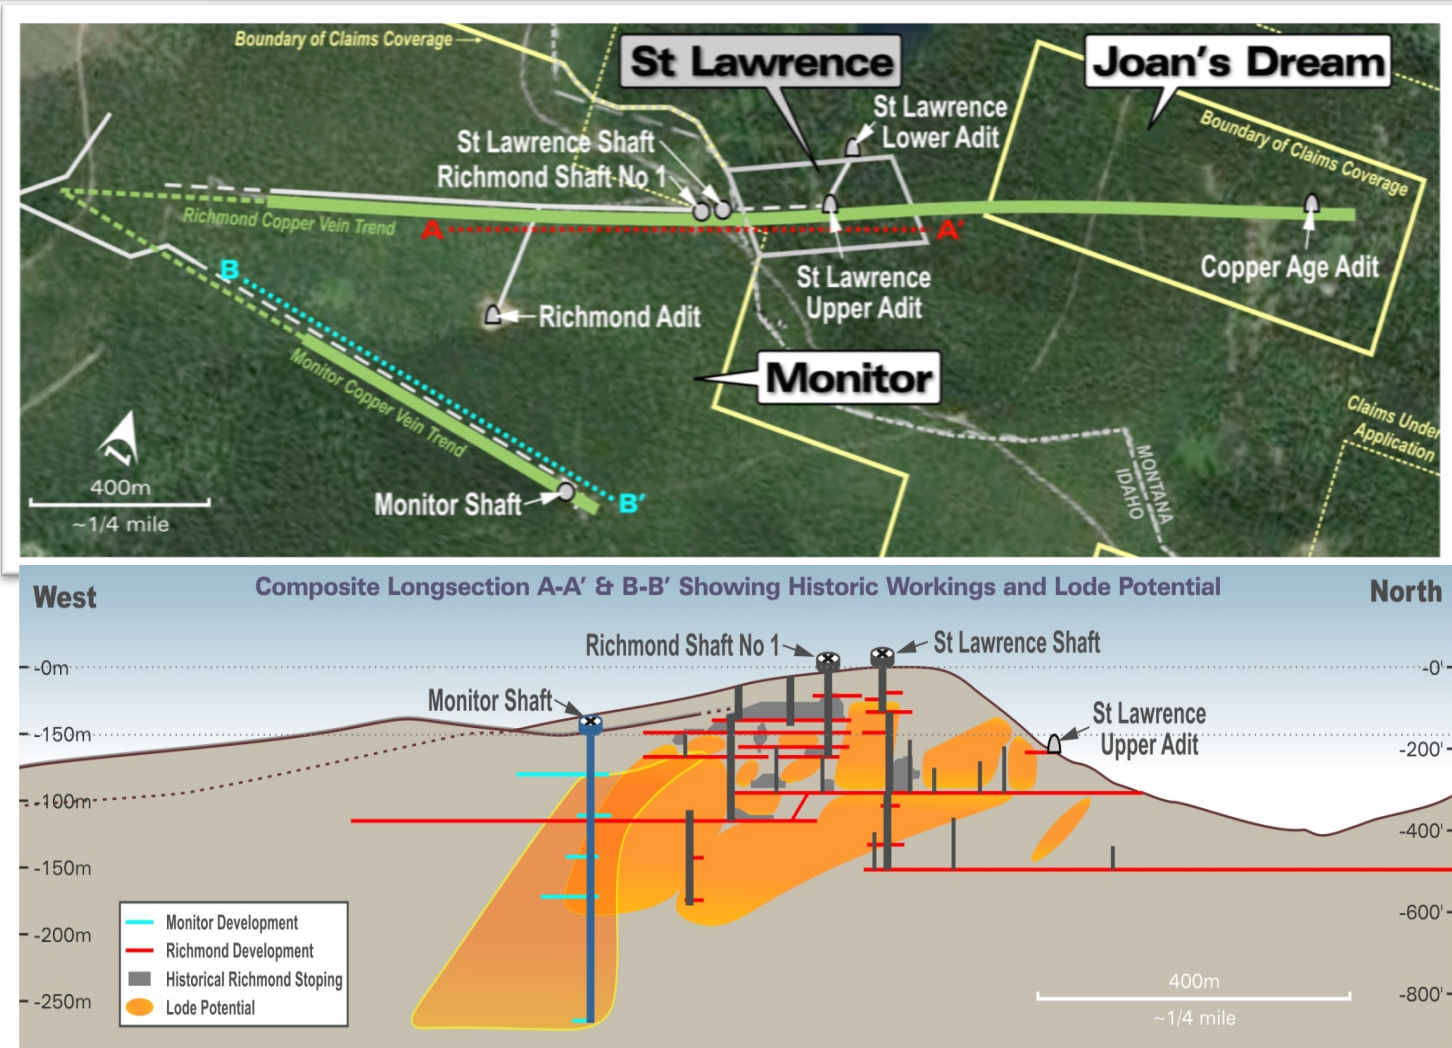 Boundary of Claims Coverage
St Lawrence
Joan's Dream
St Lawrence
Lower Adit
Boundary of Claims Coverage
St Lawrence Shaft
Richmond Shaft No 1
Richmond Copper Vein Trend
A
A'
Copper Age Adit
B
St Lawrence
Upper Adit
Richmond Adit
Monitor Copper Vein Trend
Monitor
Claims Under
Application
MONTANA
IDAHO
400m
~1/4 mile
Monitor Shaft
B'
West
Composite Longsection A-A' & B-B' Showing Historic Workings and Lode Potential
North
Richmond Shaft No 1
St Lawrence Shaft
-0m
-0'
Monitor Shaft
St Lawrence
Upper Adit
-150m
-200'
-100m
-400'
-150m
-600'
-200m
-250m
-800'
Monitor Development
Richmond Development
Historical Richmond Stoping
Lode Potential
400m
~1/4 mile